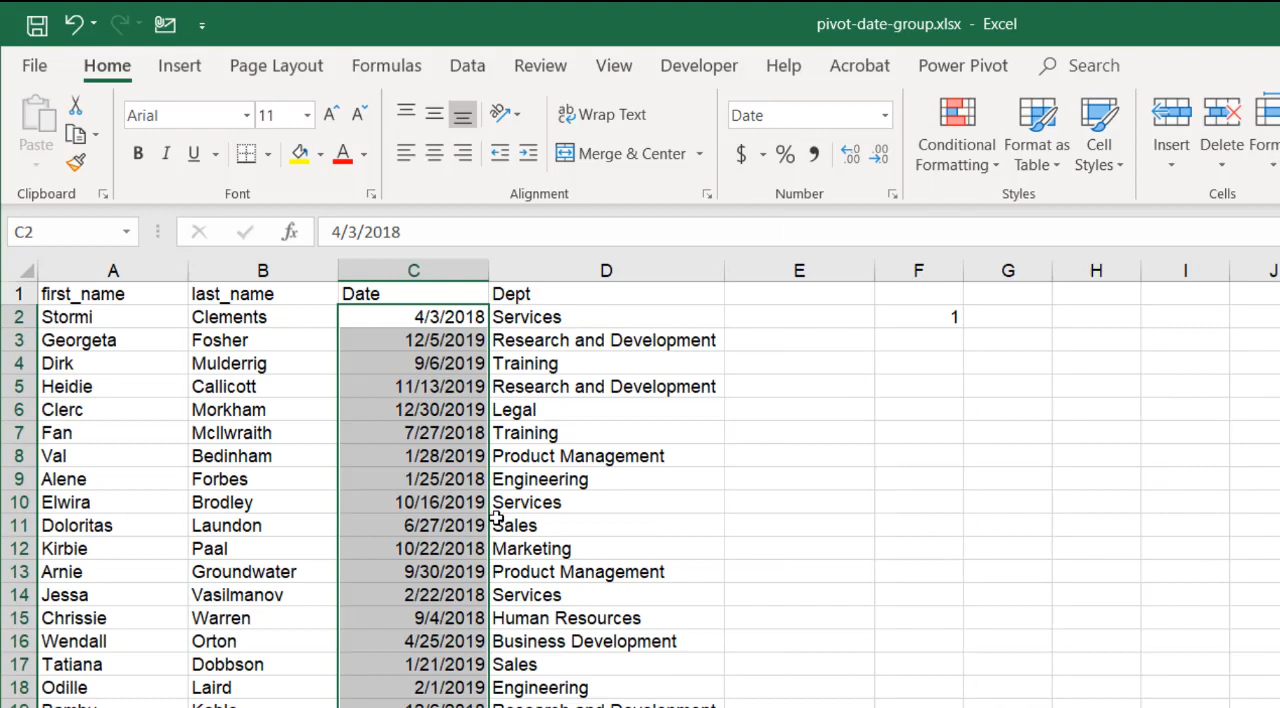 pivot-date-group.xlsx - Excel
File Home Insert Page Layout Formulas Data Review View Developer Help Acrobat Power Pivot Search
Paste
Clipboard
Arial 11
B I U A
Font
ab Wrap Text
Merge & Center
Alignment
Date
$ % , .00 .00
Number
Conditional Formatting
Format as Table
Cell Styles
Styles
Insert Delete Form
Cells
C2 fx 4/3/2018
A B C D E F G H I J
1 first_name last_name Date Dept
2 Stormi Clements 4/3/2018 Services 1
3 Georgeta Fosher 12/5/2019 Research and Development
4 Dirk Mulderrig 9/6/2019 Training
5 Heidie Callicott 11/13/2019 Research and Development
6 Clerc Morkham 12/30/2019 Legal
7 Fan McIlwraith 7/27/2018 Training
8 Val Bedinham 1/28/2019 Product Management
9 Alene Forbes 1/25/2018 Engineering
10 Elwira Brodley 10/16/2019 Services
11 Doloritas Laundon 6/27/2019 Sales
12 Kirbie Paal 10/22/2018 Marketing
13 Arnie Groundwater 9/30/2019 Product Management
14 Jessa Vasilmanov 2/22/2018 Services
15 Chrissie Warren 9/4/2018 Human Resources
16 Wendall Orton 4/25/2019 Business Development
17 Tatiana Dobbson 1/21/2019 Sales
18 Odille Laird 2/1/2019 Engineering